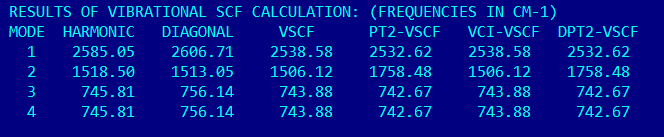 RESULTS OF VIBRATIONAL SCF CALCULATION: (FREQUENCIES IN CM-1)
MODE HARMONIC DIAGONAL VSCF PT2-VSCF VCI-VSCF DPT2-VSCF
1 2585.05 2606.71 2538.58 2532.62 2538.58 2532.62
2 1518.50 1513.05 1506.12 1758.48 1506.12 1758.48
3 745.81 756.14 743.88 742.67 743.88 742.67
4 745.81 756.14 743.88 742.67 743.88 742.67